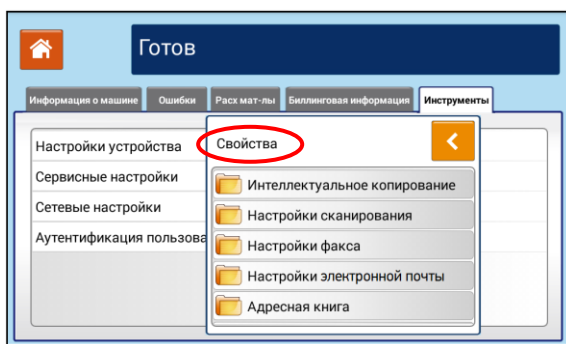 Готов
Информация о машине Ошибки Расх мат-лы Биллинговая информация Инструменты
Настройки устройства
Сервисные настройки
Сетевые настройки
Аутентификация пользова
Свойства
Интеллектуальное копирование
Настройки сканирования
Настройки факса
Настройки электронной почты
Адресная книга